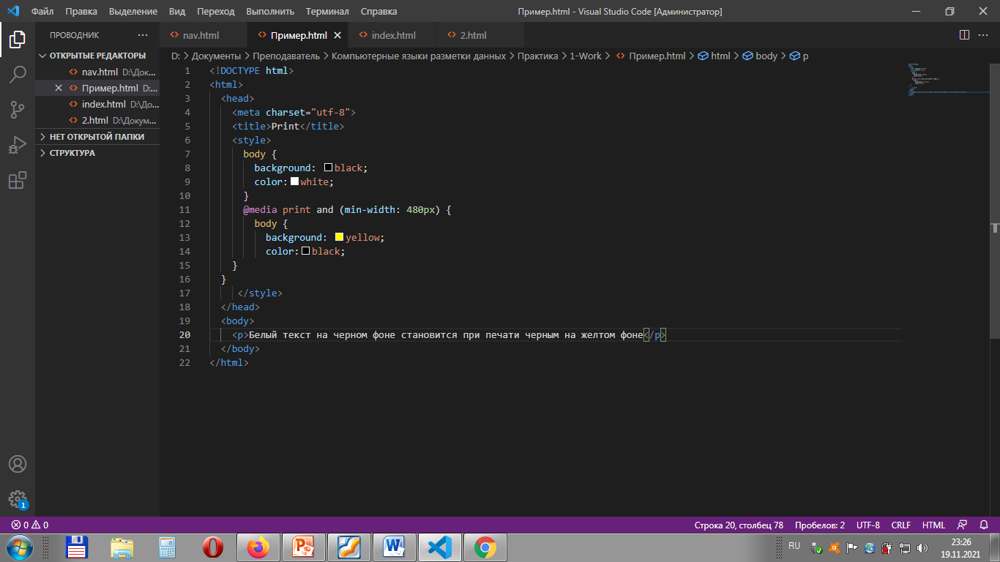 Файл Правка Выделение Вид Переход Выполнить Терминал Справка Пример.html - Visual Studio Code [Администратор]
ПРОВОДНИК ···
ОТКРЫТЫЕ РЕДАКТОРЫ
nav.html D:\Док...
Пример.html D:...
index.html D:\До...
2.html D:\Докум...
НЕТ ОТКРЫТОЙ ПАПКИ
СТРУКТУРА
nav.html Пример.html index.html 2.html
D: > Документы > Преподаватель > Компьютерные языки разметки данных > Практика > 1-Work > Пример.html > html > body > p
1 <!DOCTYPE html>
2 <html>
3 <head>
4 <meta charset="utf-8">
5 <title>Print</title>
6 <style>
7 body {
8 background: black;
9 color: white;
10 }
11 @media print and (min-width: 480px) {
12 body {
13 background: yellow;
14 color: black;
15 }
16 }
17 </style>
18 </head>
19 <body>
20 <p>Белый текст на черном фоне становится при печати черным на желтом фоне</p>
21 </body>
22 </html>
1
0 0 Строка 20, столбец 78 Пробелов: 2 UTF-8 CRLF HTML
RU 23:26
19.11.2021